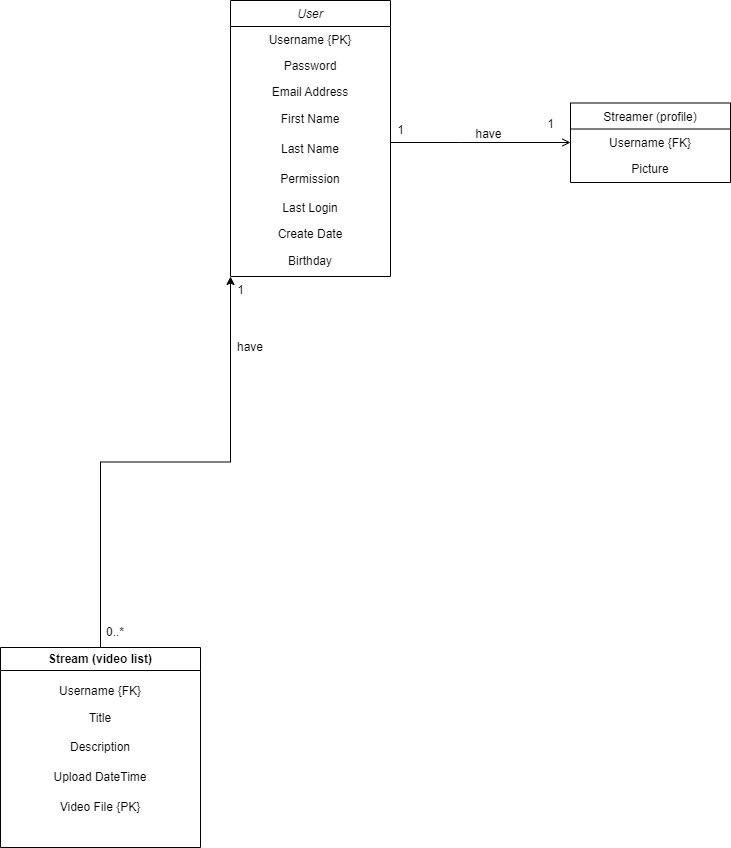 User
Username {PK}
Password
Email Address
First Name
Last Name
Permission
Last Login
Create Date
Birthday
1
have
1
Streamer (profile)
Username {FK}
Picture
1
have
0..*
Stream (video list)
Username {FK}
Title
Description
Upload DateTime
Video File {PK}